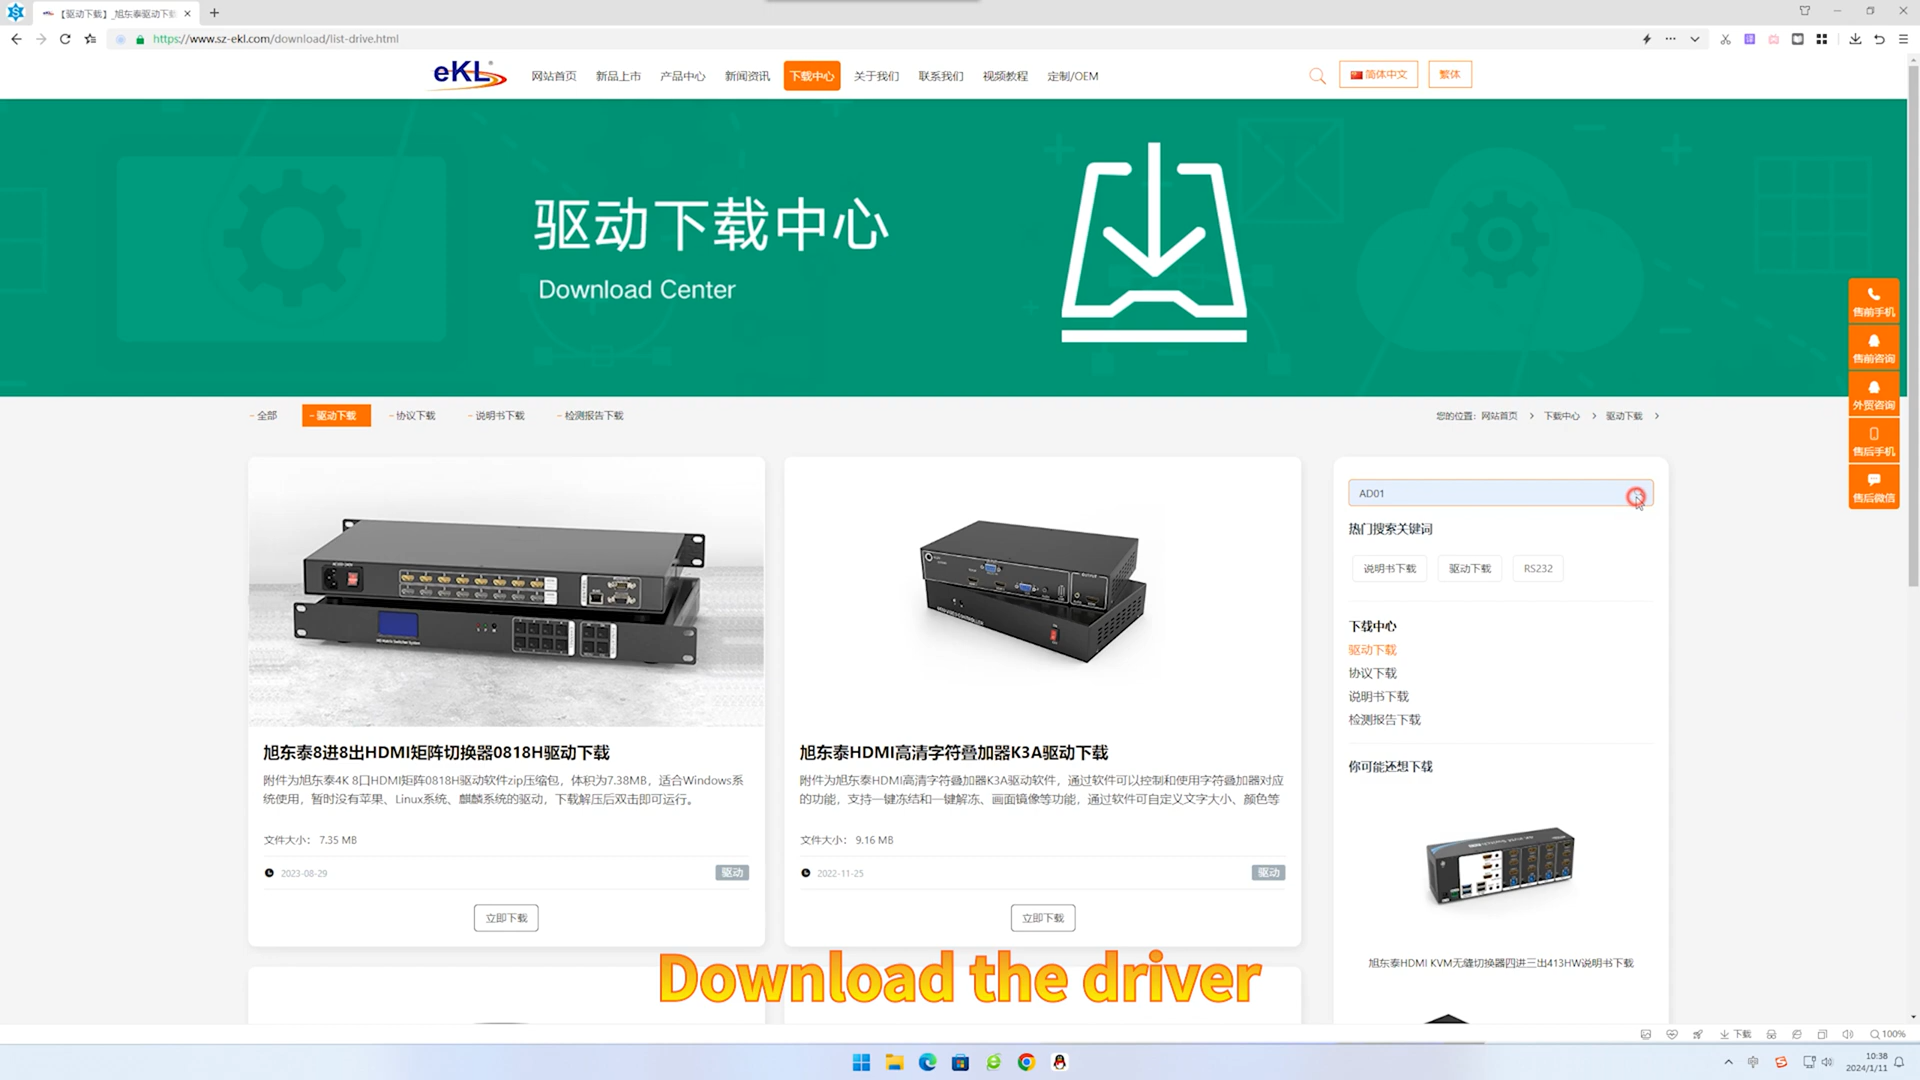 【驱动下载】_旭东泰驱动下载
https://www.sz-ekl.com/download/list-drive.html
eKL
网站首页
新品上市
产品中心
新闻资讯
下载中心
关于我们
联系我们
视频教程
定制/OEM
简体中文
繁体
驱动下载中心
Download Center
售前手机
售前咨询
外贸咨询
售后手机
售后微信
- 全部
- 驱动下载
- 协议下载
- 说明书下载
- 检测报告下载
您的位置： 网站首页 > 下载中心 > 驱动下载 >
旭东泰8进8出HDMI矩阵切换器0818H驱动下载
附件为旭东泰4K 8口HDMI矩阵0818H驱动软件zip压缩包，体积为7.38MB，适合Windows系
统使用，暂时没有苹果、Linux系统、麒麟系统的驱动，下载解压后双击即可运行。
文件大小： 7.35 MB
2023-08-29
驱动
立即下载
旭东泰HDMI高清字符叠加器K3A驱动下载
附件为旭东泰HDMI高清字符叠加器K3A驱动软件，通过软件可以控制和使用字符叠加器对应
的功能，支持一键冻结和一键解冻、画面镜像等功能，通过软件可自定义文字大小、颜色等
文件大小： 9.16 MB
2022-11-25
驱动
立即下载
AD01
热门搜索关键词
说明书下载
驱动下载
RS232
下载中心
驱动下载
协议下载
说明书下载
检测报告下载
你可能还想下载
旭东泰HDMI KVM无缝切换器四进三出413HW说明书下载
Download the driver
下载
100%
中
10:38
2024/1/11